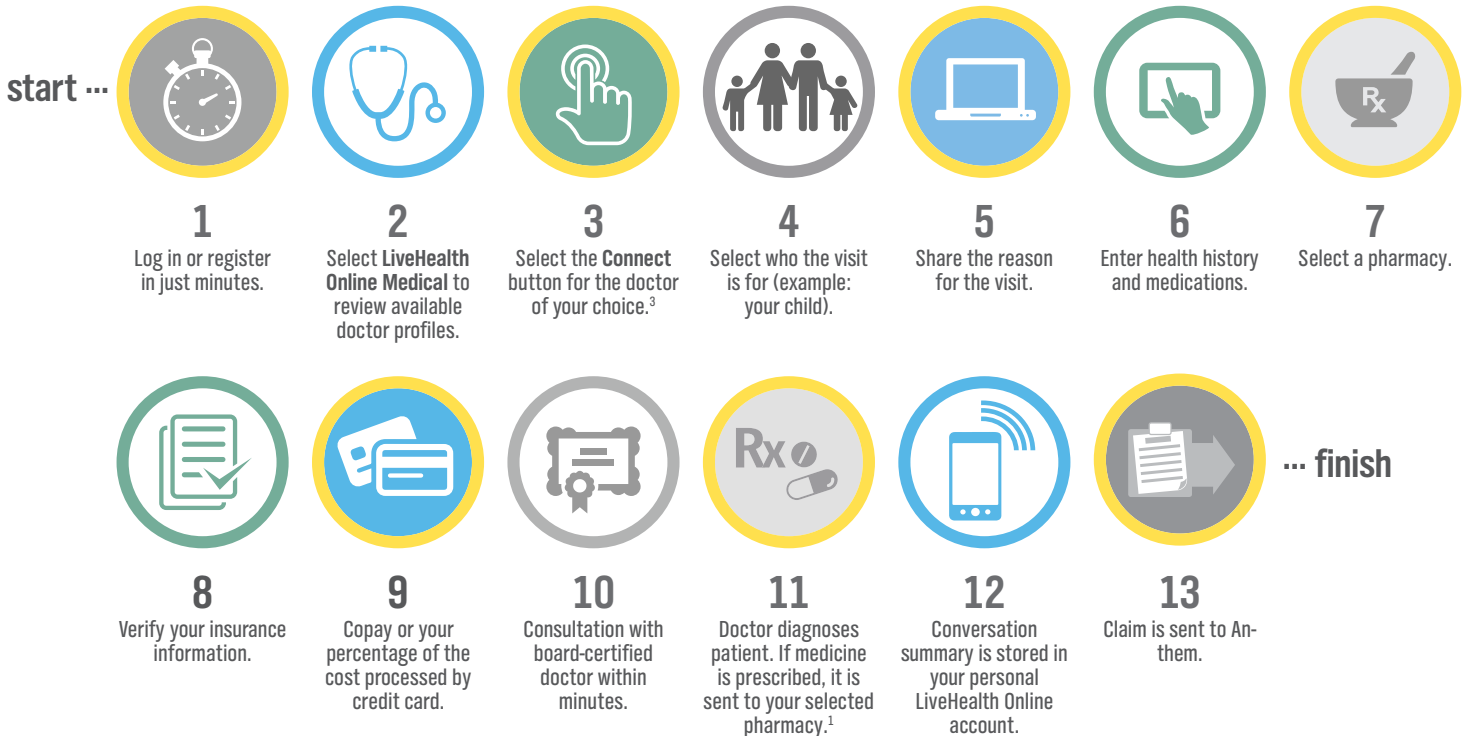 start ...
1
Log in or register
in just minutes.
2
Select LiveHealth
Online Medical to
review available
doctor profiles.
3
Select the Connect
button for the doctor
of your choice.3
4
Select who the visit
is for (example:
your child).
5
Share the reason
for the visit.
6
Enter health history
and medications.
Rx
7
Select a pharmacy.
8
Verify your insurance
information.
9
Copay or your
percentage of the
cost processed by
credit card.
10
Consultation with
board-certified
doctor within
minutes.
Rx
11
Doctor diagnoses
patient. If medicine
is prescribed, it is
sent to your selected
pharmacy.1
12
Conversation
summary is stored in
your personal
LiveHealth Online
account.
13
Claim is sent to An-
them.
... finish